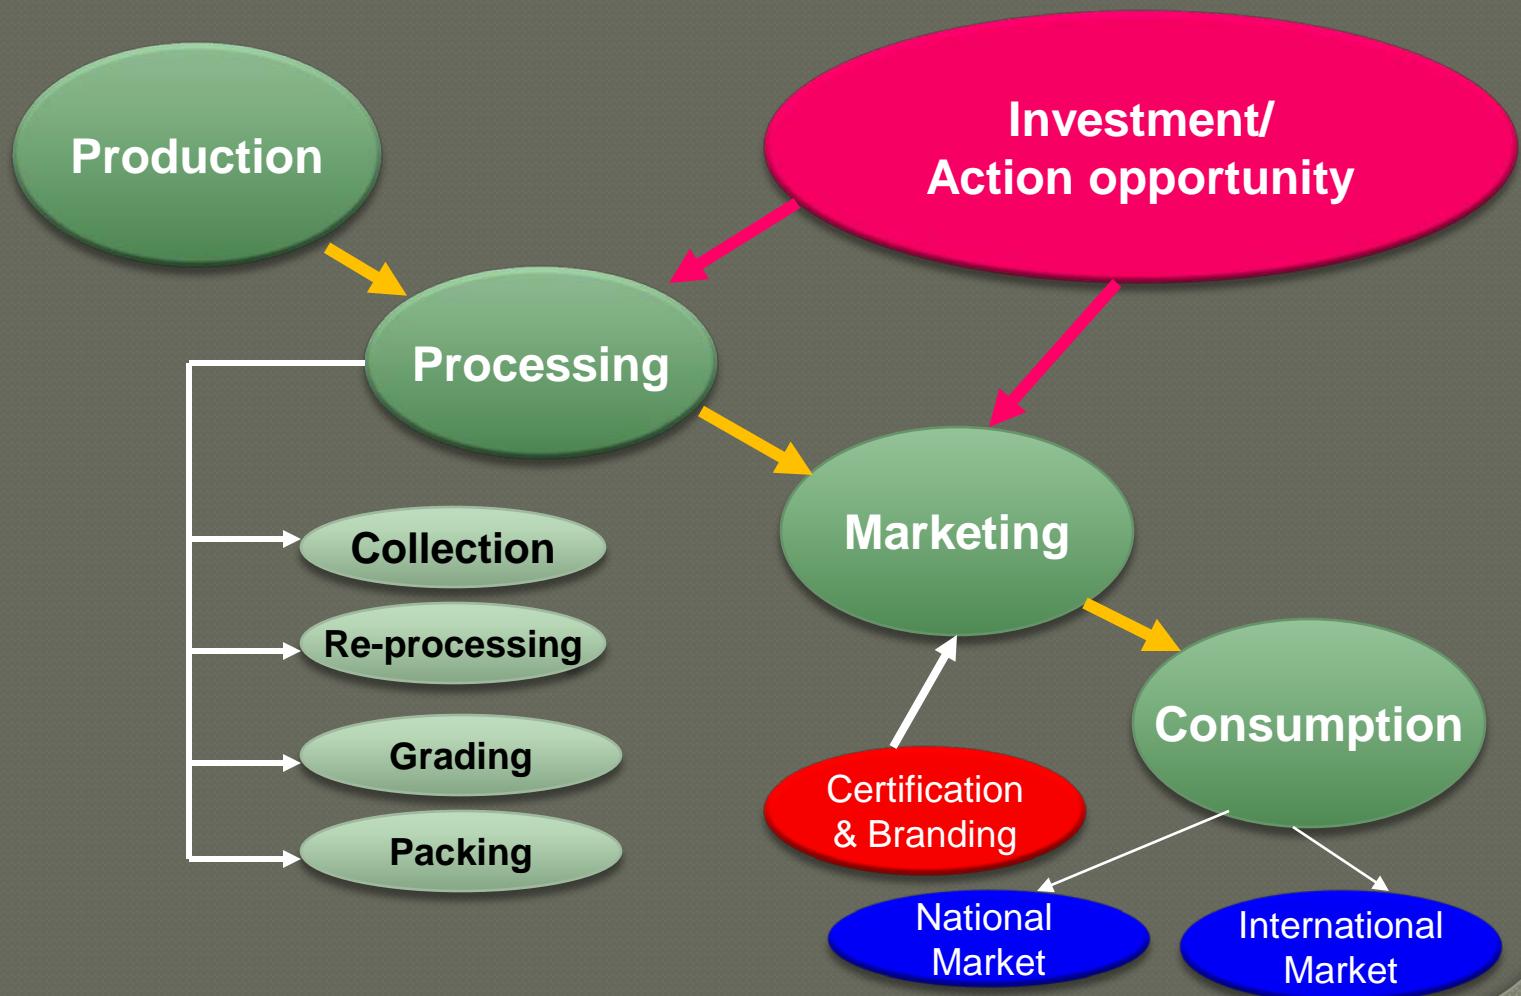 Production
Investment/
Action opportunity
Processing
Marketing
Collection
Re-processing
Grading
Packing
Consumption
Certification
& Branding
National
Market
International
Market